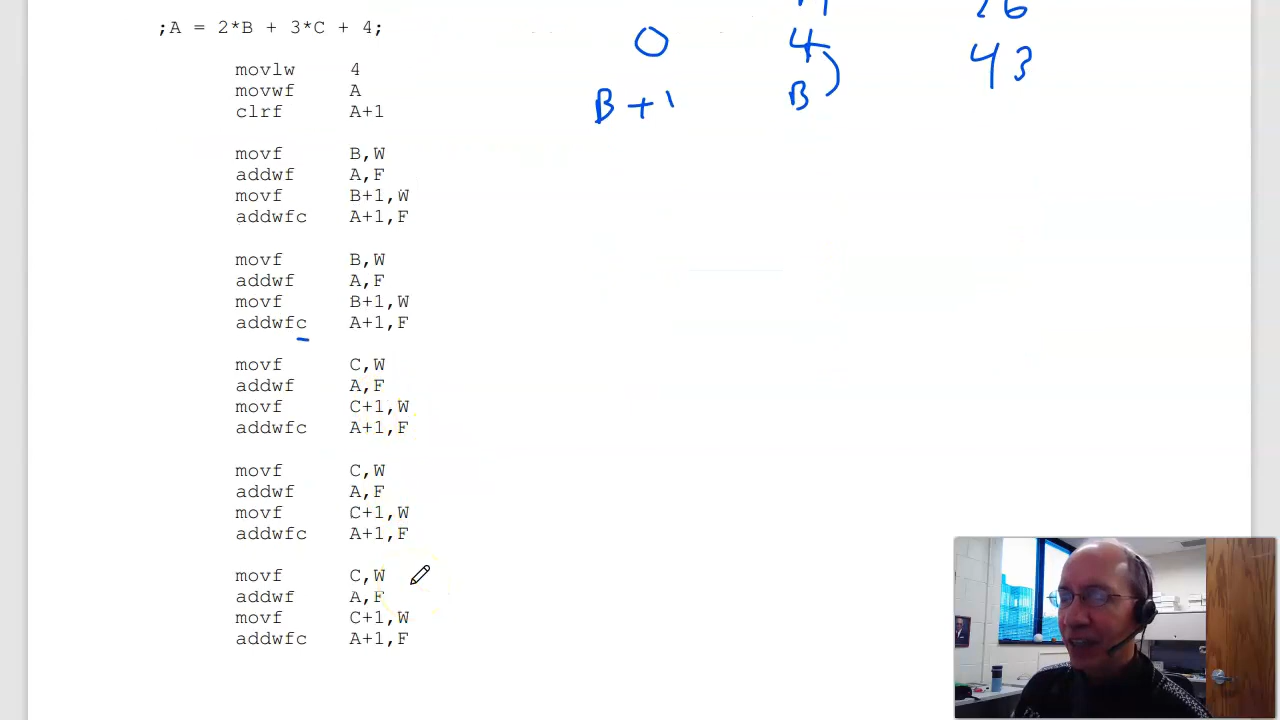 26
;A = 2*B + 3*C + 4;
0 4 43
movlw 4
movwf A
B+1 B
clrf A+1
movf B,W
addwf A,F
movf B+1,W
addwfc A+1,F
movf B,W
addwf A,F
movf B+1,W
addwfc A+1,F
movf C,W
addwf A,F
movf C+1,W
addwfc A+1,F
movf C,W
addwf A,F
movf C+1,W
addwfc A+1,F
movf C,W
addwf A,F
movf C+1,W
addwfc A+1,F